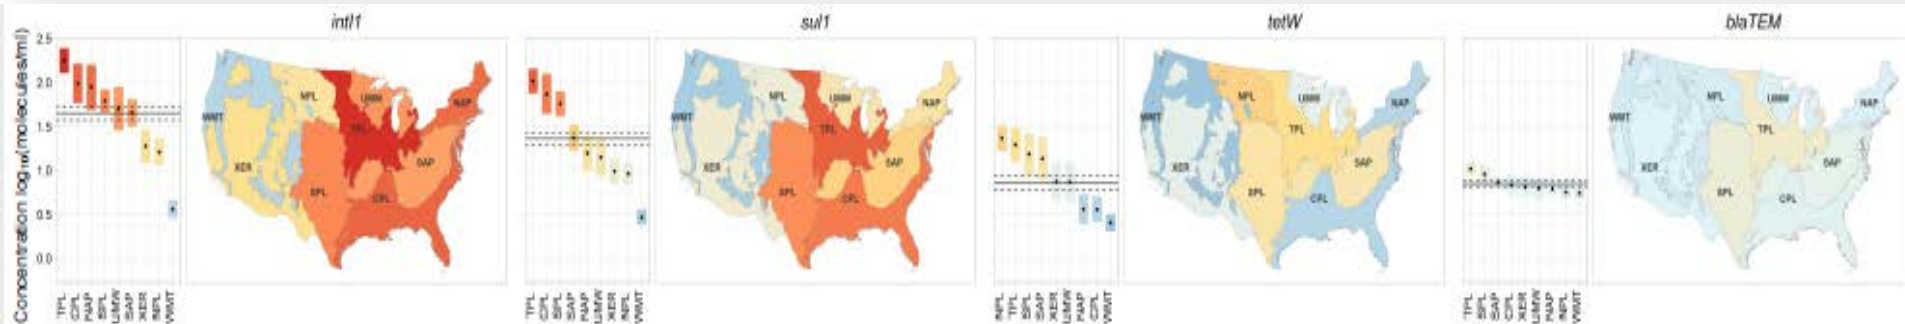 intI1 sul1 tetW blaTEM
Concentration log₁₀(molecules/ml)
2.5
2.0
1.5
1.0
0.5
0.0
TPL CPL NAP SPL UMW SAP XER NPL WMT
WMT NPL UMW NAP TPL XER SAP SPL CPL
TPL CPL SPL SAP NAP UMW XER NPL WMT
WMT NPL UMW NAP TPL XER SAP SPL CPL
NPL TPL SPL SAP XER UMW NAP CPL WMT
WMT NPL UMW NAP TPL XER SAP SPL CPL
TPL SPL SAP CPL XER UMW NAP NPL WMT
WMT NPL UMW NAP TPL XER SAP SPL CPL